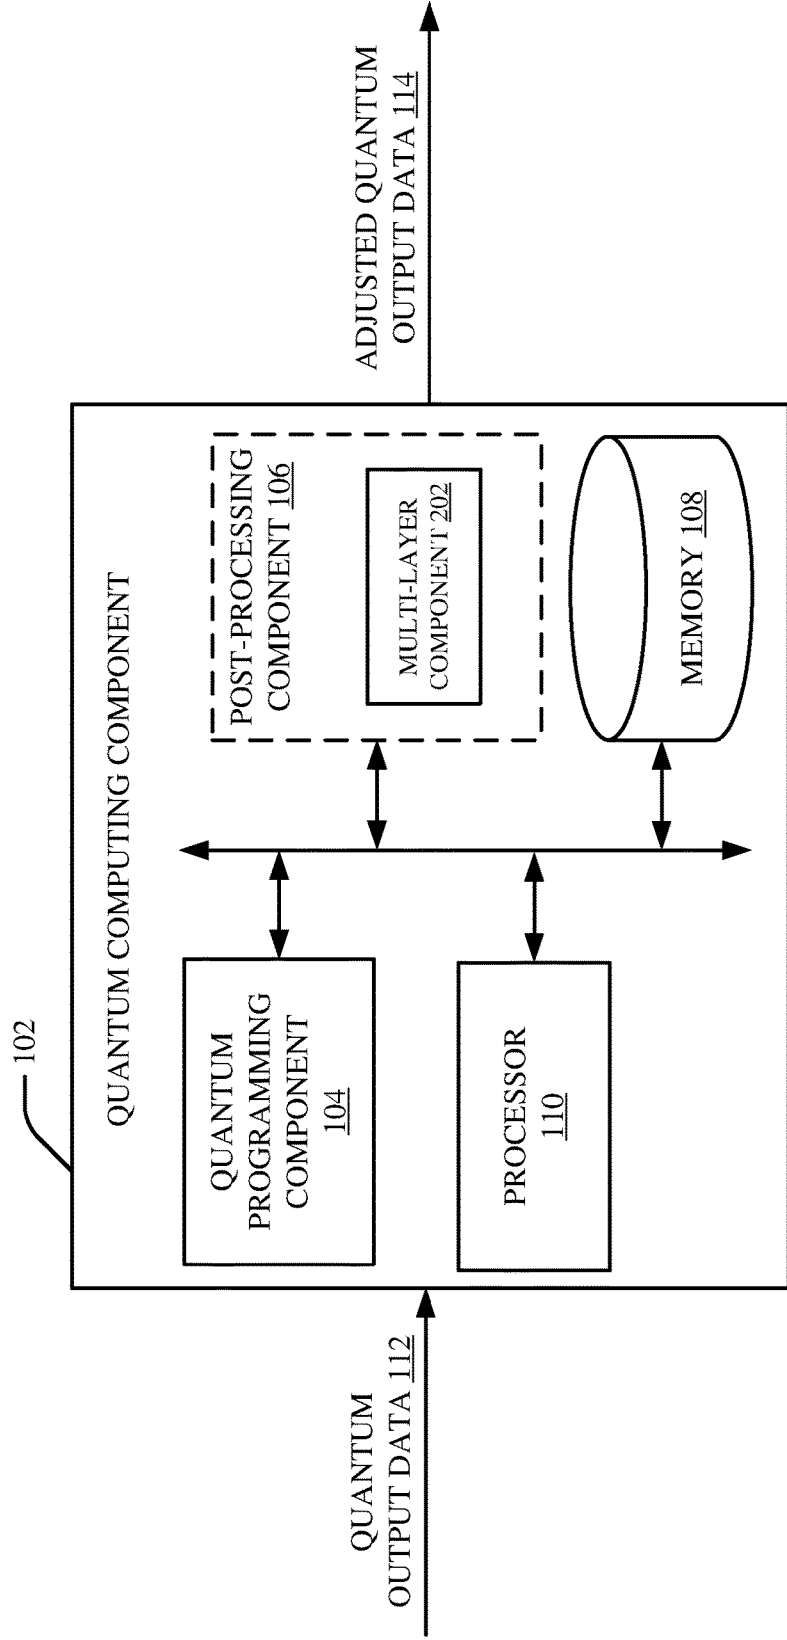 102
QUANTUM COMPUTING COMPONENT
QUANTUM
OUTPUT DATA 112
QUANTUM
PROGRAMMING
COMPONENT
104
PROCESSOR
110
POST-PROCESSING
COMPONENT 106
MULTI-LAYER
COMPONENT 202
MEMORY 108
ADJUSTED QUANTUM
OUTPUT DATA 114